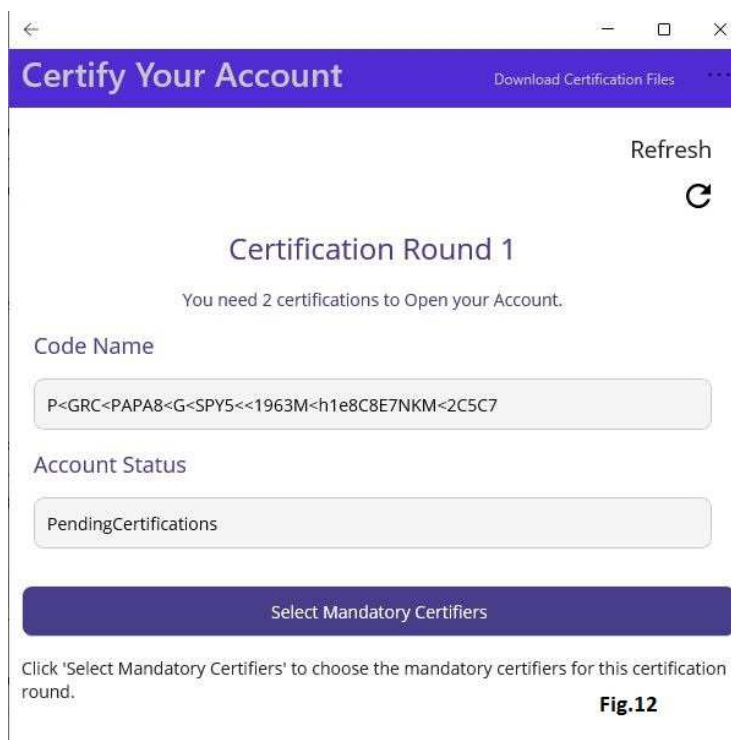 Certify Your Account
Download Certification Files
Refresh
Certification Round 1
You need 2 certifications to Open your Account.
Code Name
P<GRC<PAPA8<G<SPY5<<1963M<h1e8C8E7NKM<2C5C7
Account Status
PendingCertifications
Select Mandatory Certifiers
Click 'Select Mandatory Certifiers' to choose the mandatory certifiers for this certification
round.
Fig.12